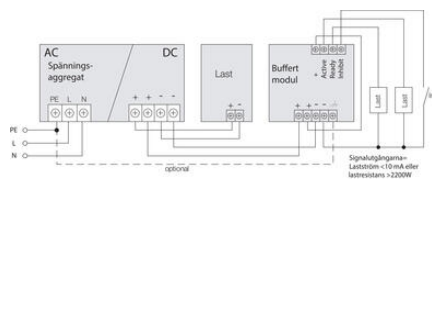 AC
DC
Spännings-
aggregat
PE L N
+ + - -
Last
+ -
Buffert
modul
+ Active Ready Inhibit
+ + - -
Last
Last
PE
L
N
optional
Signalutgångarna=
Lastström <10 mA eller
lastresistans >2200W